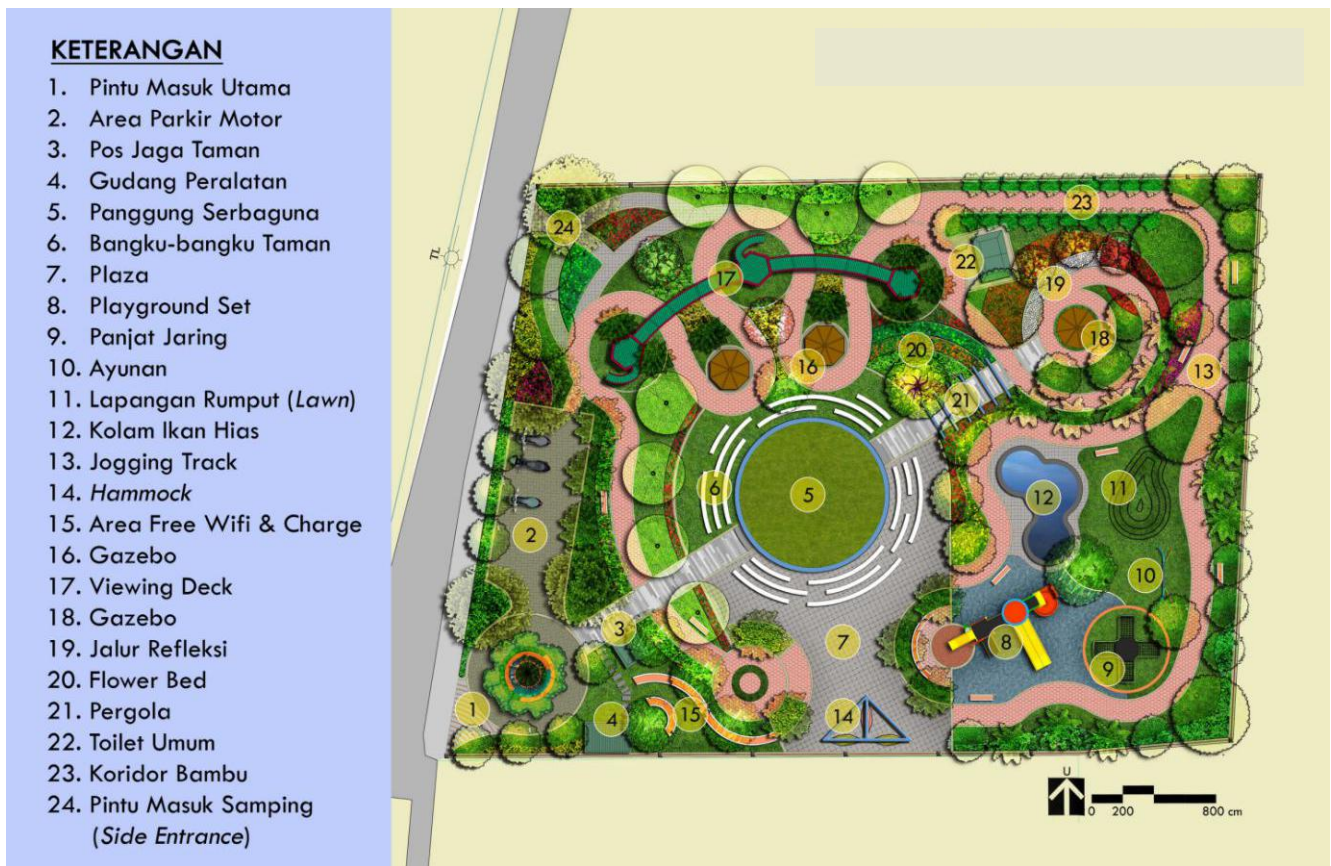 KETERANGAN
1. Pintu Masuk Utama
2. Area Parkir Motor
3. Pos Jaga Taman
4. Gudang Peralatan
5. Panggung Serbaguna
6. Bangku-bangku Taman
7. Plaza
8. Playground Set
9. Panjat Jaring
10. Ayunan
11. Lapangan Rumput (Lawn)
12. Kolam Ikan Hias
13. Jogging Track
14. Hammock
15. Area Free Wifi & Charge
16. Gazebo
17. Viewing Deck
18. Gazebo
19. Jalur Refleksi
20. Flower Bed
21. Pergola
22. Toilet Umum
23. Koridor Bambu
24. Pintu Masuk Samping
(Side Entrance)
TL
23
24
22
17
19
18
20
16
13
21
6
5
12
11
2
10
3
7
8
9
1
4
15
14
U
0 200 800 cm